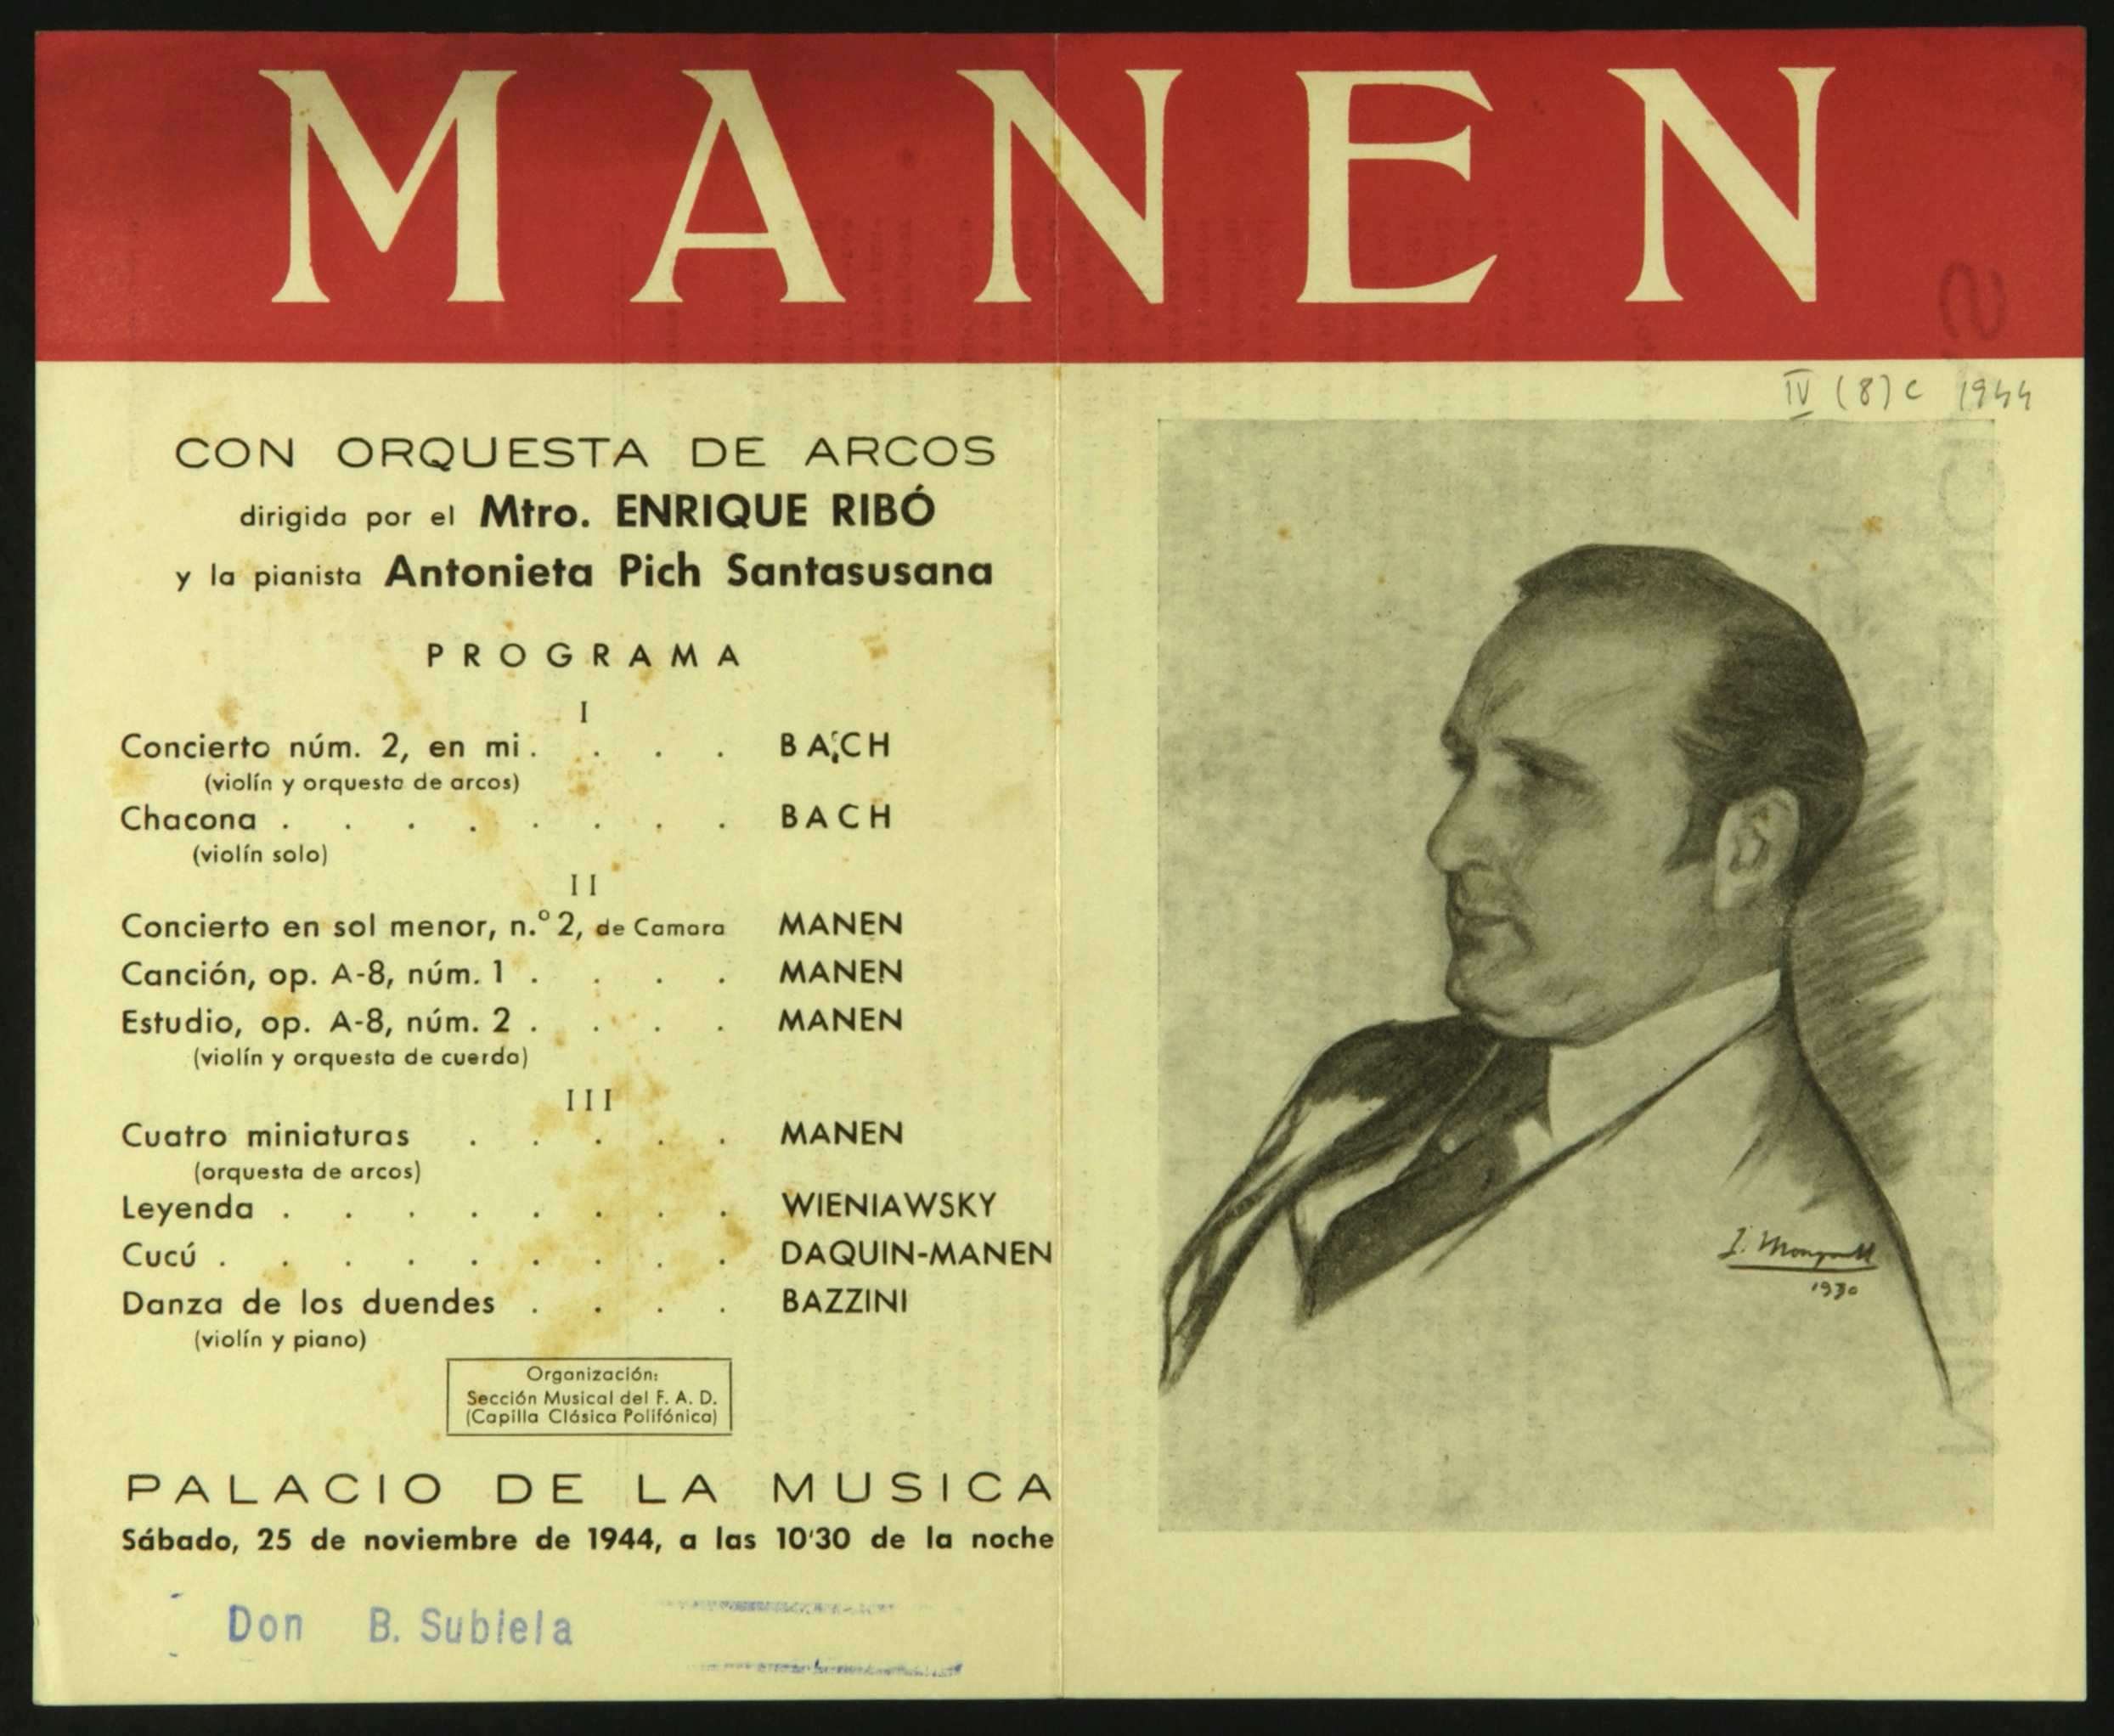 MANEN
IV (8) c 1944
CON ORQUESTA DE ARCOS
dirigida por el Mtro. ENRIQUE RIBÓ
y la pianista Antonieta Pich Santasusana
PROGRAMA
I
Concierto núm. 2, en mi . . . . BACH
(violín y orquesta de arcos)
Chacona . . . . . . . . BACH
(violín solo)
II
Concierto en sol menor, n.º 2, de Camara MANEN
Canción, op. A-8, núm. 1 . . . . MANEN
Estudio, op. A-8, núm. 2 . . . . MANEN
(violín y orquesta de cuerda)
III
Cuatro miniaturas . . . . . MANEN
(orquesta de arcos)
Leyenda . . . . . . . . WIENIAWSKY
Cucú . . . . . . . . . DAQUIN-MANEN
Danza de los duendes . . . . BAZZINI
(violín y piano)
Organización:
Sección Musical del F. A. D.
(Capilla Clásica Polifónica)
PALACIO DE LA MUSICA
Sábado, 25 de noviembre de 1944, a las 10'30 de la noche
Don B. Subiela
1930